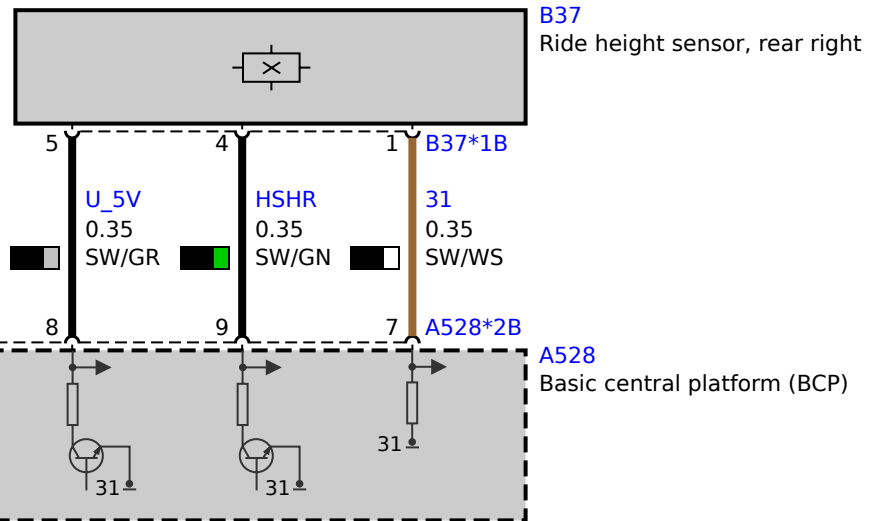 B37
Ride height sensor, rear right
5
4
1
B37*1B
U_5V
0.35
SW/GR
HSHR
0.35
SW/GN
31
0.35
SW/WS
8
9
7
A528*2B
A528
Basic central platform (BCP)
31
31
31